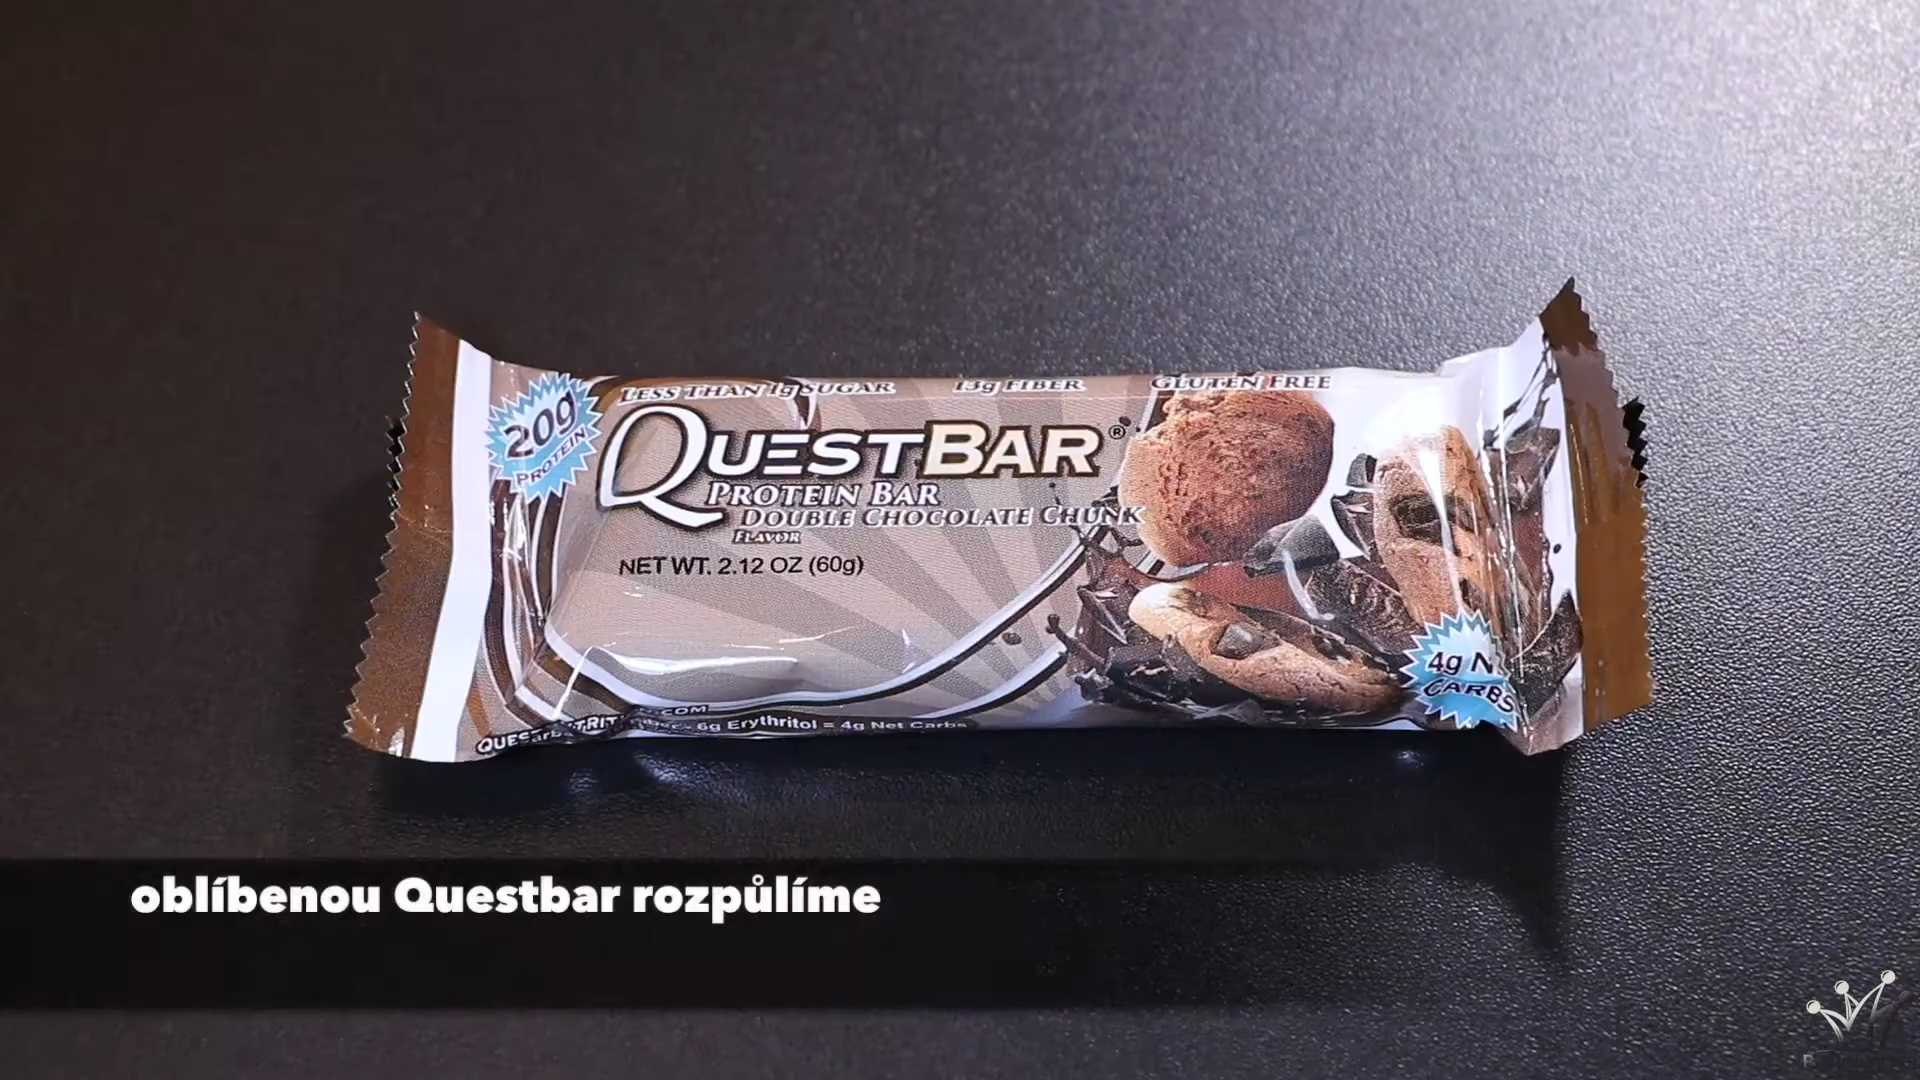 LESS THAN 1g SUGAR 13g FIBER GLUTEN FREE
20g
PROTEIN
QUESTBAR®
PROTEIN BAR
DOUBLE CHOCOLATE CHUNK
FLAVOR
NET WT. 2.12 OZ (60g)
4g
CARBS
6g Erythritol = 4g Net Carbs
oblíbenou Questbar rozpůlíme